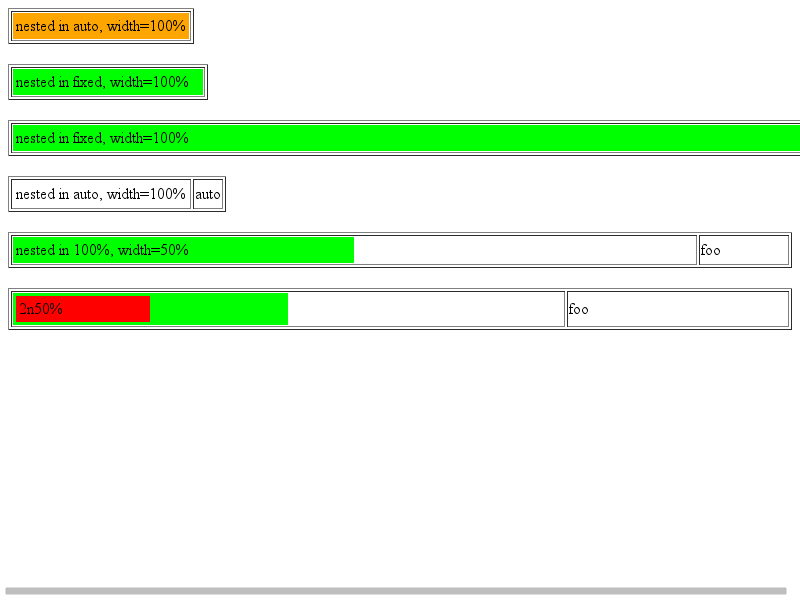 nested in auto, width=100%
nested in fixed, width=100%
nested in fixed, width=100%
nested in auto, width=100% auto
nested in 100%, width=50% foo
2n50% foo